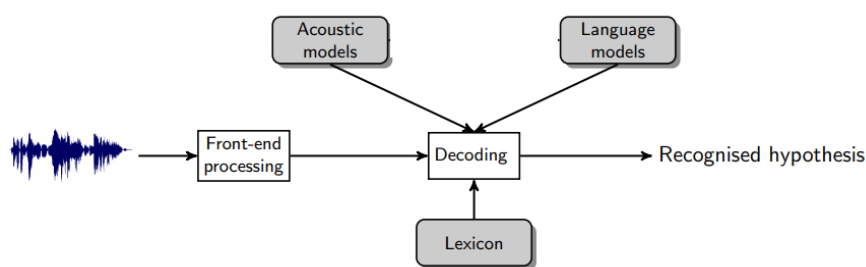 Acoustic
models
Language
models
Front-end
processing
Decoding
Recognised hypothesis
Lexicon